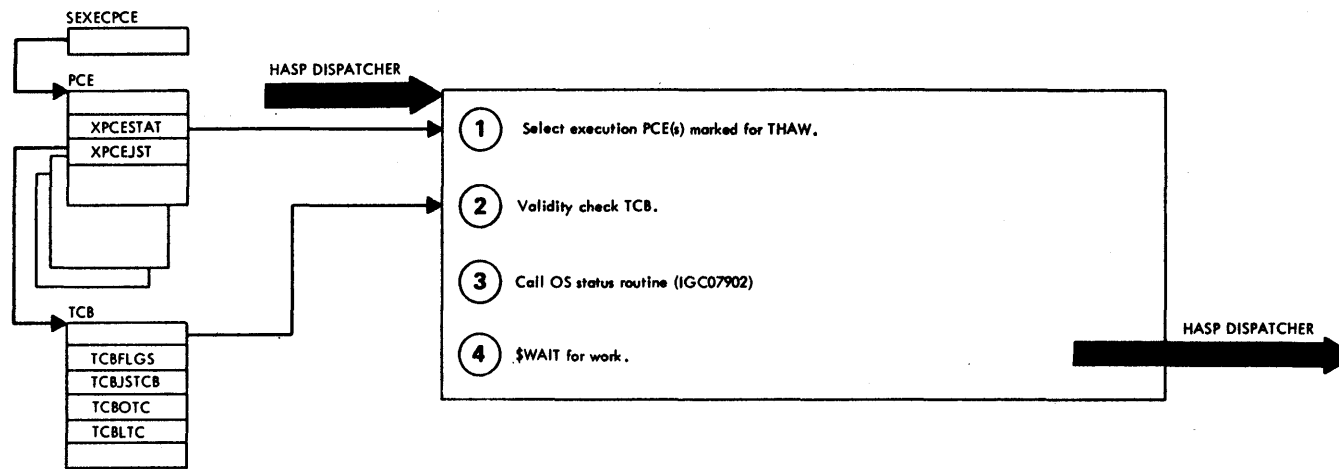 SEXECPCE
PCE
XPCESTAT
XPCEJST
TCB
TCBFLGS
TCBJSTCB
TCBOTC
TCBLTC
HASP DISPATCHER
1 Select execution PCE(s) marked for THAW.
2 Validity check TCB.
3 Call OS status routine (IGC07902)
4 $WAIT for work.
HASP DISPATCHER